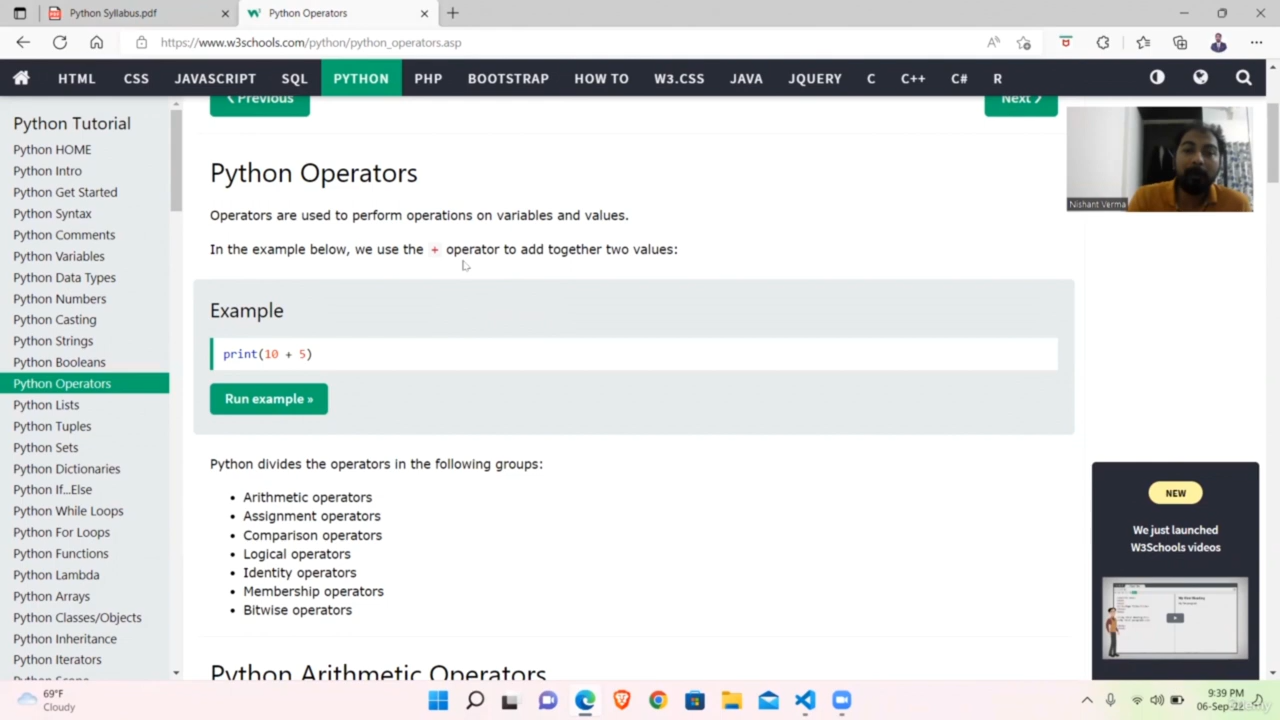 Python Syllabus.pdf
Python Operators
https://www.w3schools.com/python/python_operators.asp
HTML CSS JAVASCRIPT SQL PYTHON PHP BOOTSTRAP HOW TO W3.CSS JAVA JQUERY C C++ C# R
Python Tutorial
Python HOME
Python Intro
Python Get Started
Python Syntax
Python Comments
Python Variables
Python Data Types
Python Numbers
Python Casting
Python Strings
Python Booleans
Python Operators
Python Lists
Python Tuples
Python Sets
Python Dictionaries
Python If...Else
Python While Loops
Python For Loops
Python Functions
Python Lambda
Python Arrays
Python Classes/Objects
Python Inheritance
Python Iterators
Python Scope
❮ Previous
Next ❯
Python Operators
Operators are used to perform operations on variables and values.
In the example below, we use the + operator to add together two values:
Example
print(10 + 5)
Run example »
Python divides the operators in the following groups:
• Arithmetic operators
• Assignment operators
• Comparison operators
• Logical operators
• Identity operators
• Membership operators
• Bitwise operators
Python Arithmetic Operators
Nishant Verma
NEW
We just launched
W3Schools videos
69°F
Cloudy
9:39 PM
06-Sep-22